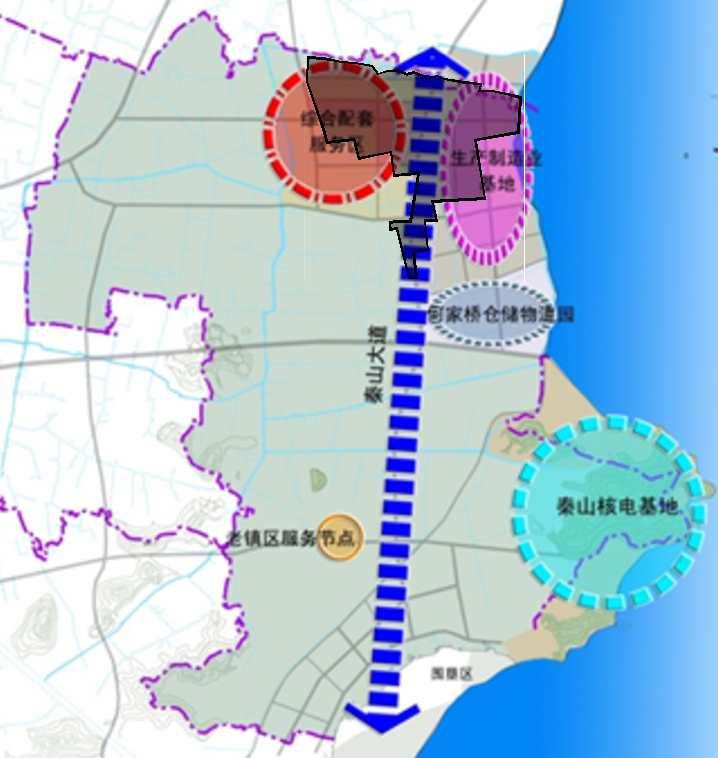 综合配套
服务区
生产制造业
基地
何家桥仓储物流园
秦山大道
秦山核电基地
老镇区服务节点
围垦区